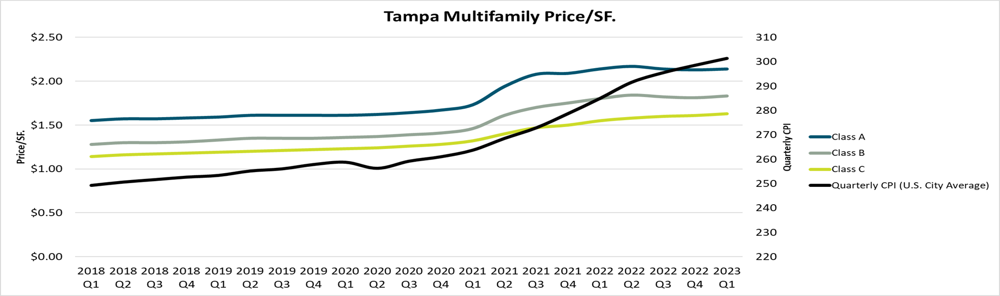 Tampa Multifamily Price/SF.
$2.50
$2.00
$1.50
$1.00
$0.50
$0.00
Price/SF.
310
300
290
280
270
260
250
240
230
220
Quarterly CPI
2018 2018 2018 2018 2019 2019 2019 2019 2020 2020 2020 2020 2021 2021 2021 2021 2022 2022 2022 2022 2023
Q1 Q2 Q3 Q4 Q1 Q2 Q3 Q4 Q1 Q2 Q3 Q4 Q1 Q2 Q3 Q4 Q1 Q2 Q3 Q4 Q1
Class A
Class B
Class C
Quarterly CPI (U.S. City Average)